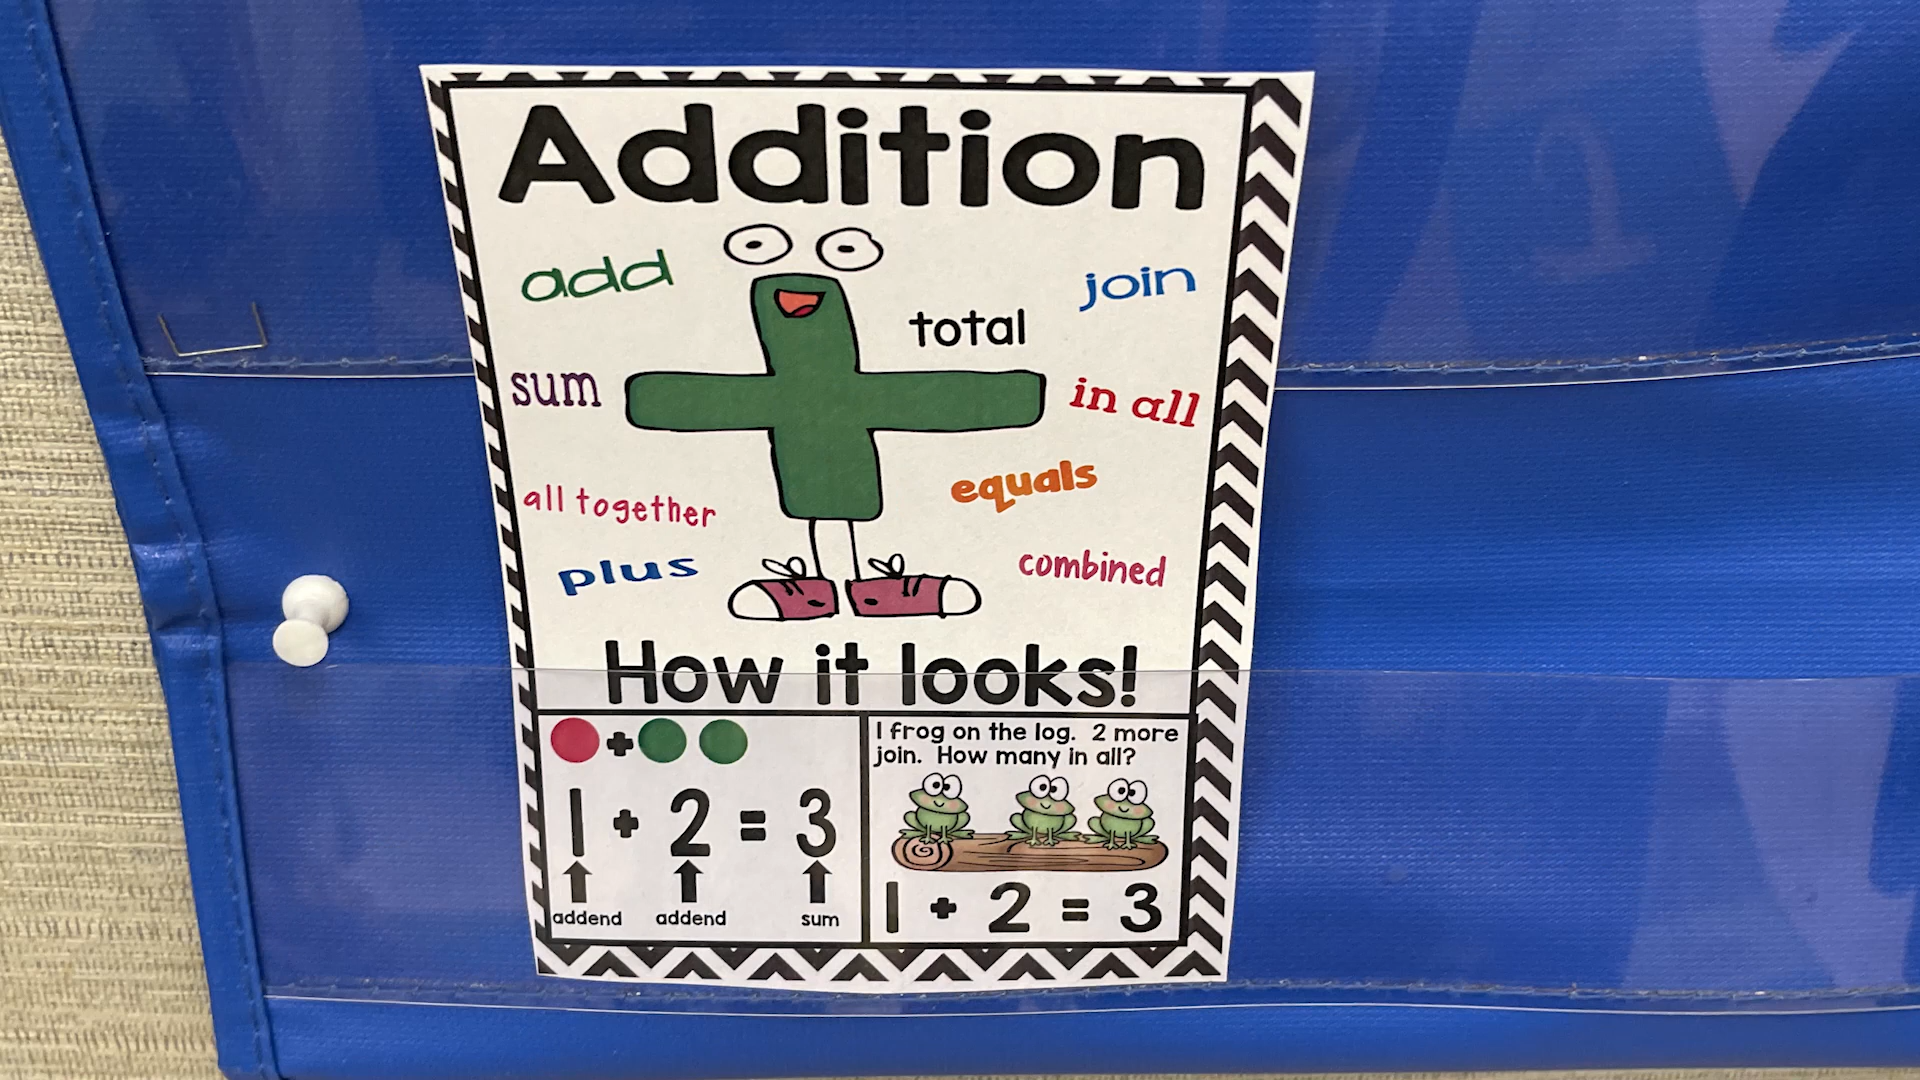 Addition
add
join
total
sum
in all
equals
all together
plus
combined
How it looks!
+
1 + 2 = 3
addend addend sum
1 frog on the log. 2 more
join. How many in all?
1 + 2 = 3